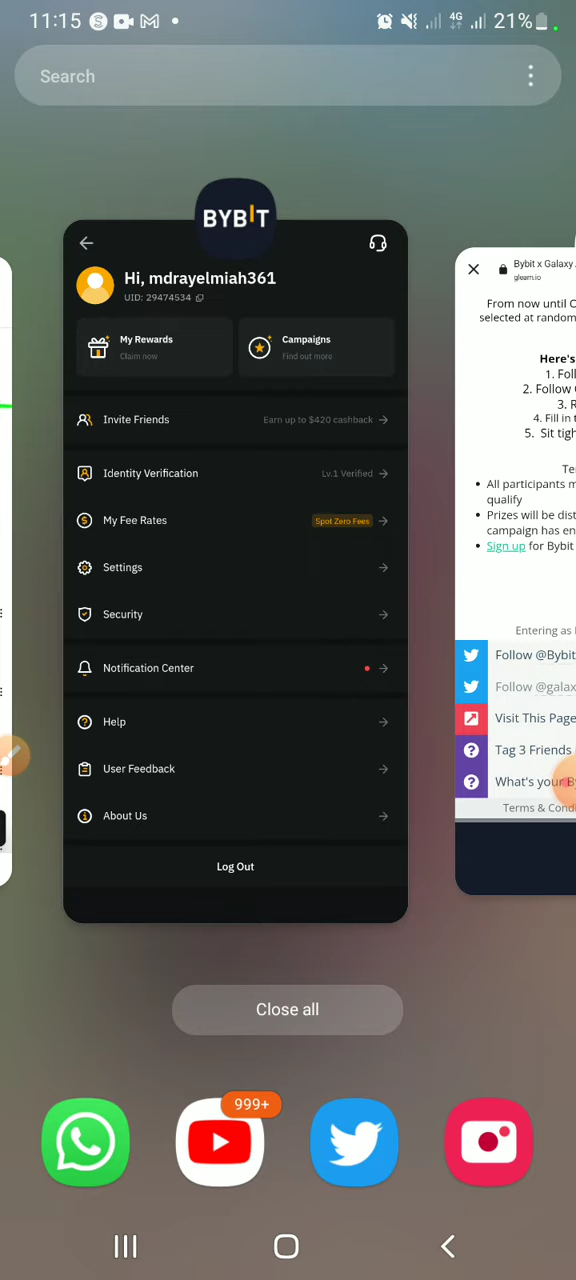 11:15
4G
21%
Search
BYBIT
Hi, mdrayelmiah361
UID: 29474534
My Rewards
Claim now
Campaigns
Find out more
Invite Friends
Earn up to $420 cashback
Identity Verification
Lv.1 Verified
My Fee Rates
Spot Zero Fees
Settings
Security
Notification Center
Help
User Feedback
About Us
Log Out
Bybit x Galaxy
gleam.io
From now until
selected at random
Here's
1. Foll
2. Follow
3. R
4. Fill in t
5. Sit tigh
Te
All participants m
qualify
Prizes will be dist
campaign has en
Sign up for Bybit
Entering as
Follow @Bybit
Follow @galax
Visit This Page
Tag 3 Friends
What's your By
Terms & Condi
Close all
999+